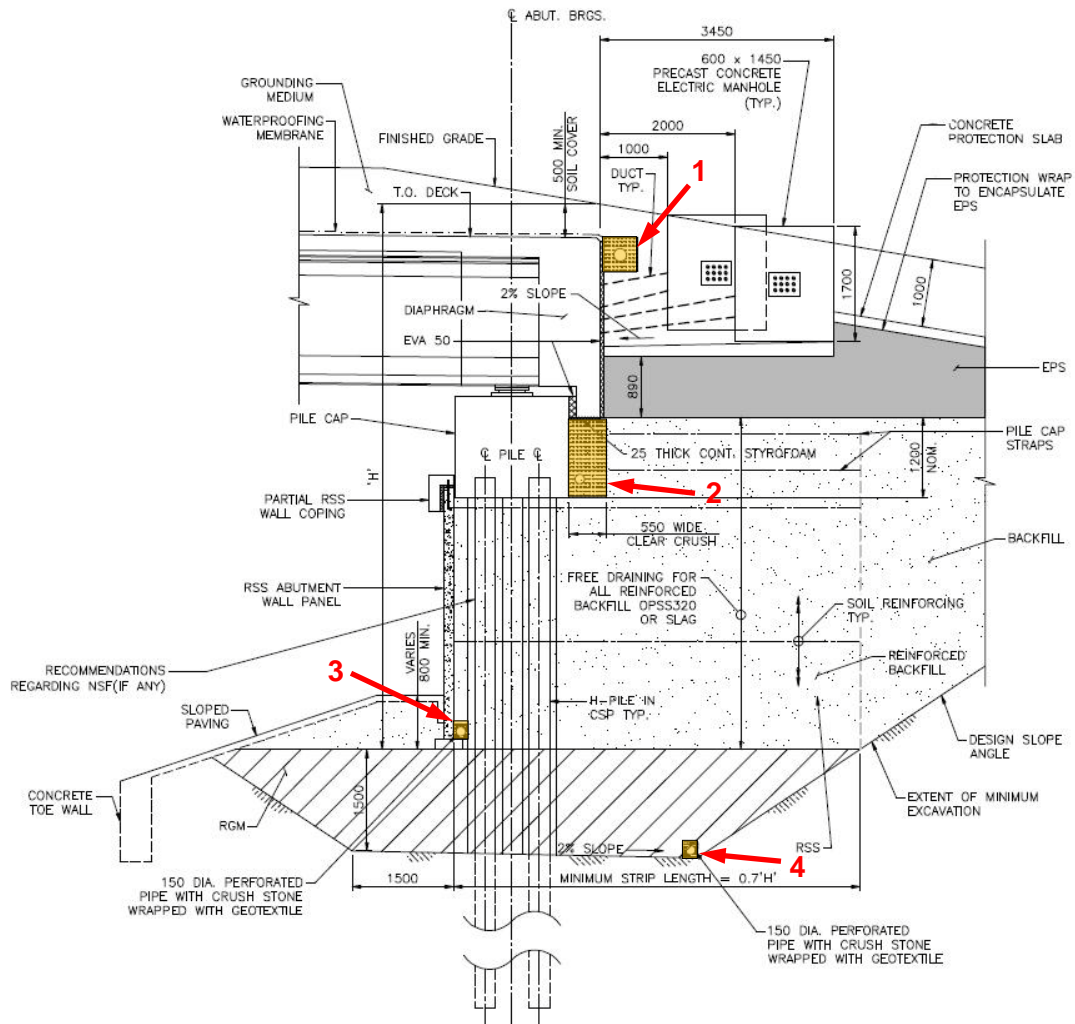 ℄ ABUT. BRGS.
3450
600 x 1450
PRECAST CONCRETE
ELECTRIC MANHOLE
(TYP.)
GROUNDING
MEDIUM
WATERPROOFING
MEMBRANE
FINISHED GRADE
500 MIN.
SOIL COVER
2000
1000
CONCRETE
PROTECTION SLAB
DUCT
TYP.
1
PROTECTION WRAP
TO ENCAPSULATE
EPS
T.O. DECK
2% SLOPE
1700
1000
DIAPHRAGM
EVA 50
890
EPS
PILE CAP
'H'
℄ PILE ℄
25 THICK CONT. STYROFOAM
1200
NOM.
PILE CAP
STRAPS
2
PARTIAL RSS
WALL COPING
550 WIDE
CLEAR CRUSH
BACKFILL
RSS ABUTMENT
WALL PANEL
FREE DRAINING FOR
ALL REINFORCED
BACKFILL OPSS320
OR SLAG
SOIL REINFORCING
TYP.
VARIES
800 MIN.
REINFORCED
BACKFILL
RECOMMENDATIONS
REGARDING NSF(IF ANY)
3
SLOPED
PAVING
H-PILE IN
CSP TYP.
DESIGN SLOPE
ANGLE
CONCRETE
TOE WALL
1500
EXTENT OF MINIMUM
EXCAVATION
RGM
2% SLOPE
RSS
4
1500
MINIMUM STRIP LENGTH = 0.7'H'
150 DIA. PERFORATED
PIPE WITH CRUSH STONE
WRAPPED WITH GEOTEXTILE
150 DIA. PERFORATED
PIPE WITH CRUSH STONE
WRAPPED WITH GEOTEXTILE